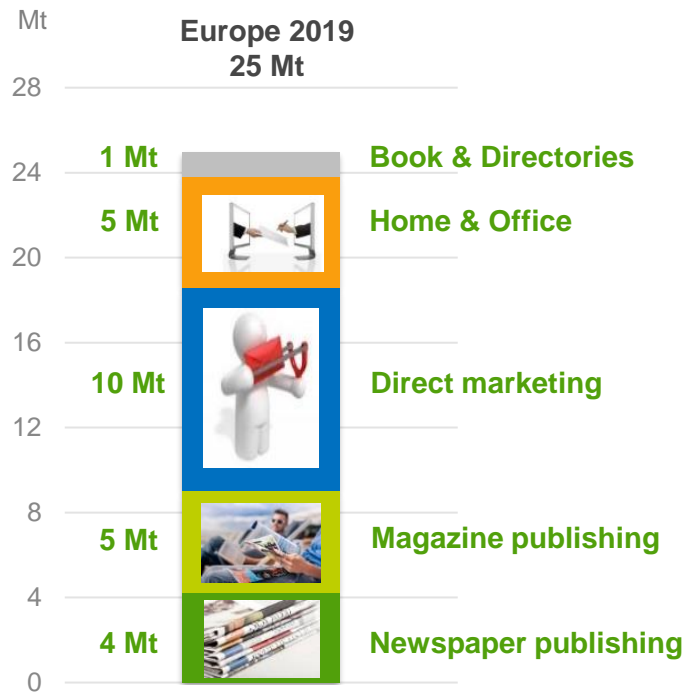 Mt
Europe 2019
25 Mt
28
1 Mt Book & Directories
24
5 Mt Home & Office
20
16
10 Mt Direct marketing
12
8
5 Mt Magazine publishing
4
4 Mt Newspaper publishing
0